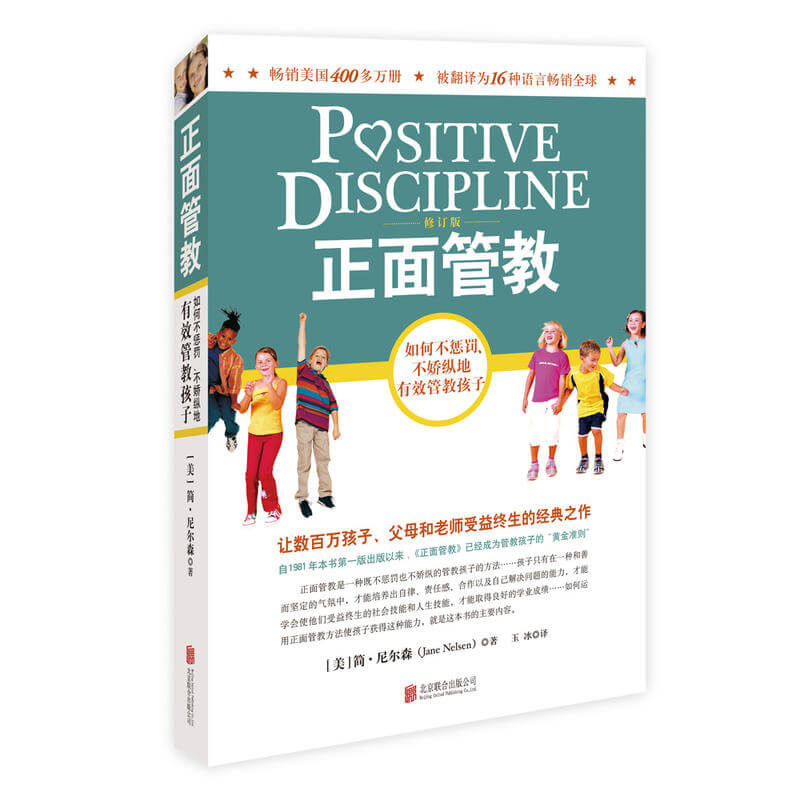 ★ ★ 畅销美国400多万册 ★ 被翻译为16种语言畅销全球 ★ ★
POSITIVE
DISCIPLINE
修订版
正面管教
如何不惩罚、
不娇纵地
有效管教孩子
让数百万孩子、父母和老师受益终生的经典之作
自1981年本书第一版出版以来，《正面管教》已经成为管教孩子的“黄金准则”
正面管教是一种既不惩罚也不娇纵的管教孩子的方法……孩子只有在一种和善
而坚定的气氛中，才能培养出自律、责任感、合作以及自己解决问题的能力，才能
学会使他们受益终生的社会技能和人生技能，才能取得良好的学业成绩……如何运
用正面管教方法使孩子获得这种能力，就是这本书的主要内容。
［美］简·尼尔森（Jane Nelsen）著 玉冰 译
北京联合出版公司
Beijing United Publishing Co.,Ltd.
正面管教
如何不惩罚、不娇纵地
有效管教孩子
［美］简·尼尔森 著